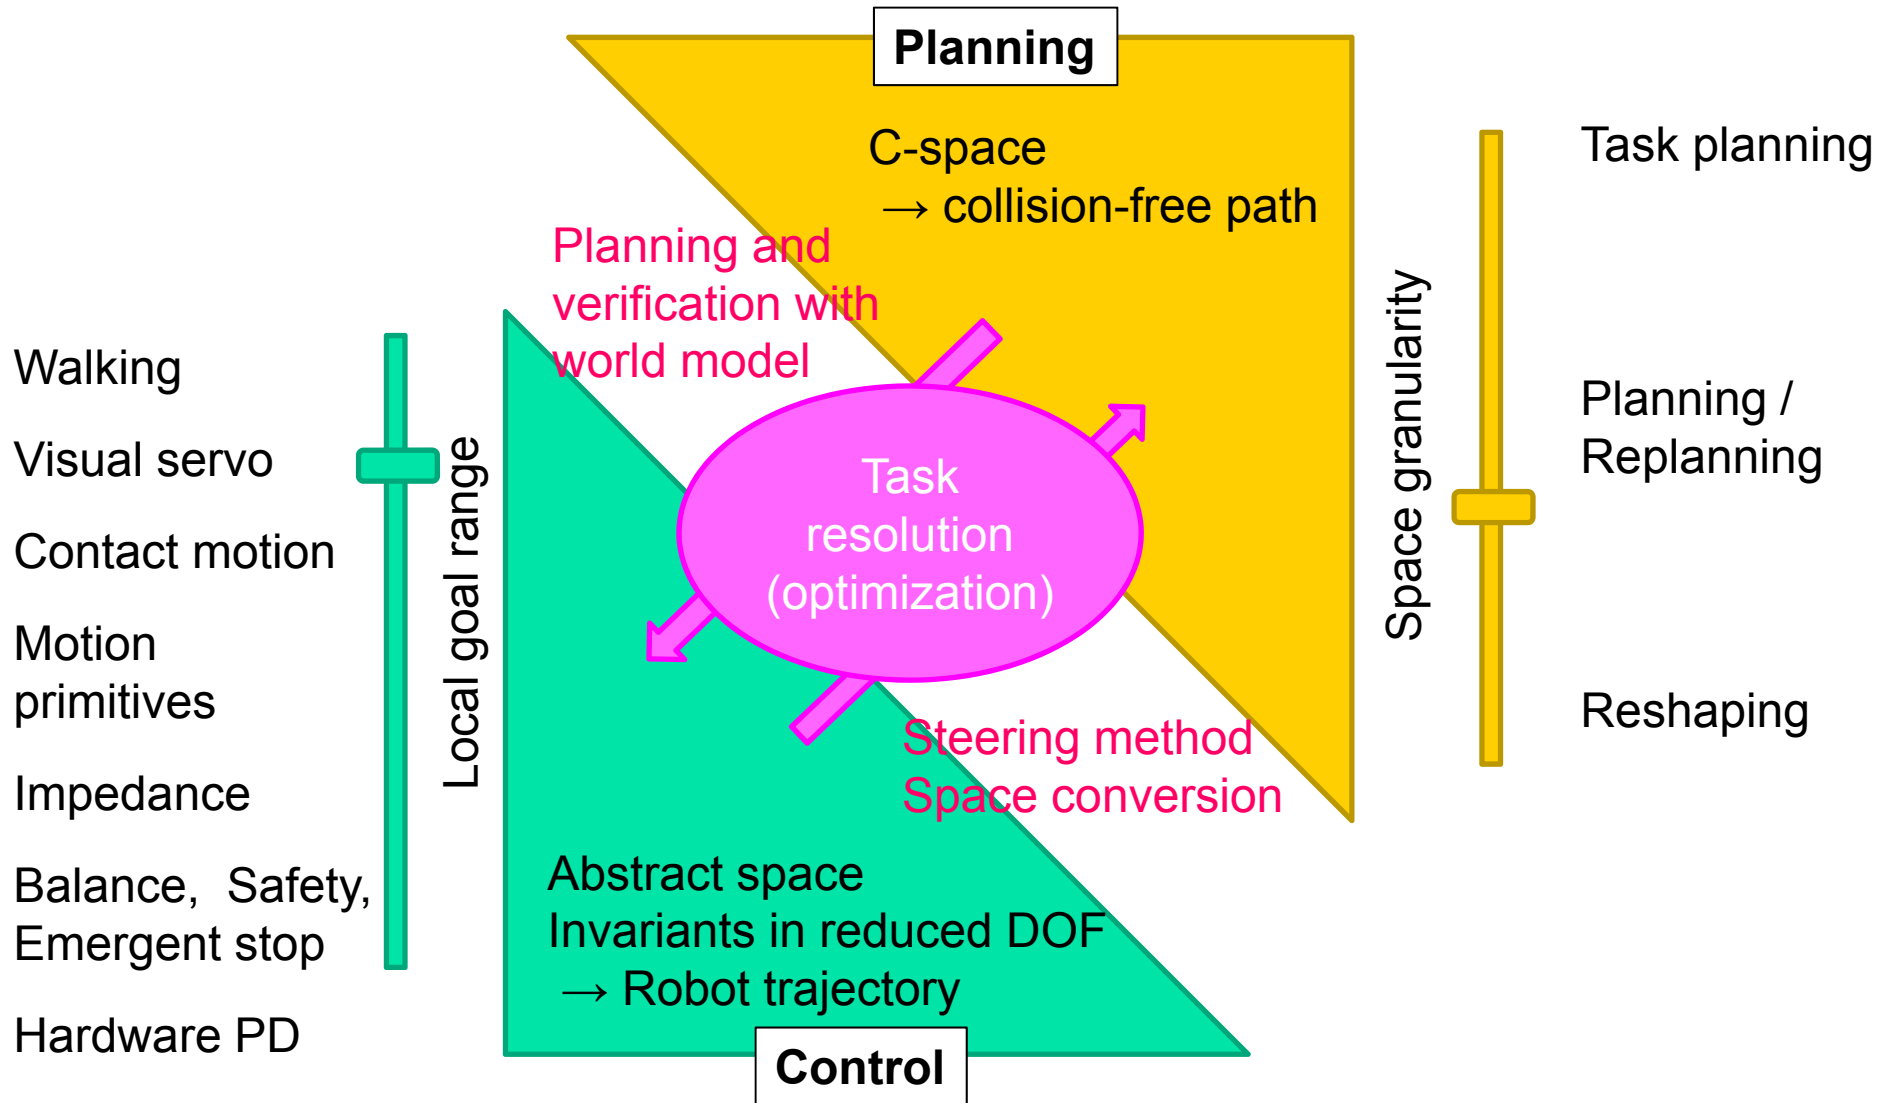 Planning
C-space
→ collision-free path
Planning and
verification with
world model
Task
resolution
(optimization)
Steering method
Space conversion
Abstract space
Invariants in reduced DOF
→ Robot trajectory
Control
Local goal range
Walking
Visual servo
Contact motion
Motion
primitives
Impedance
Balance, Safety,
Emergent stop
Hardware PD
Space granularity
Task planning
Planning /
Replanning
Reshaping